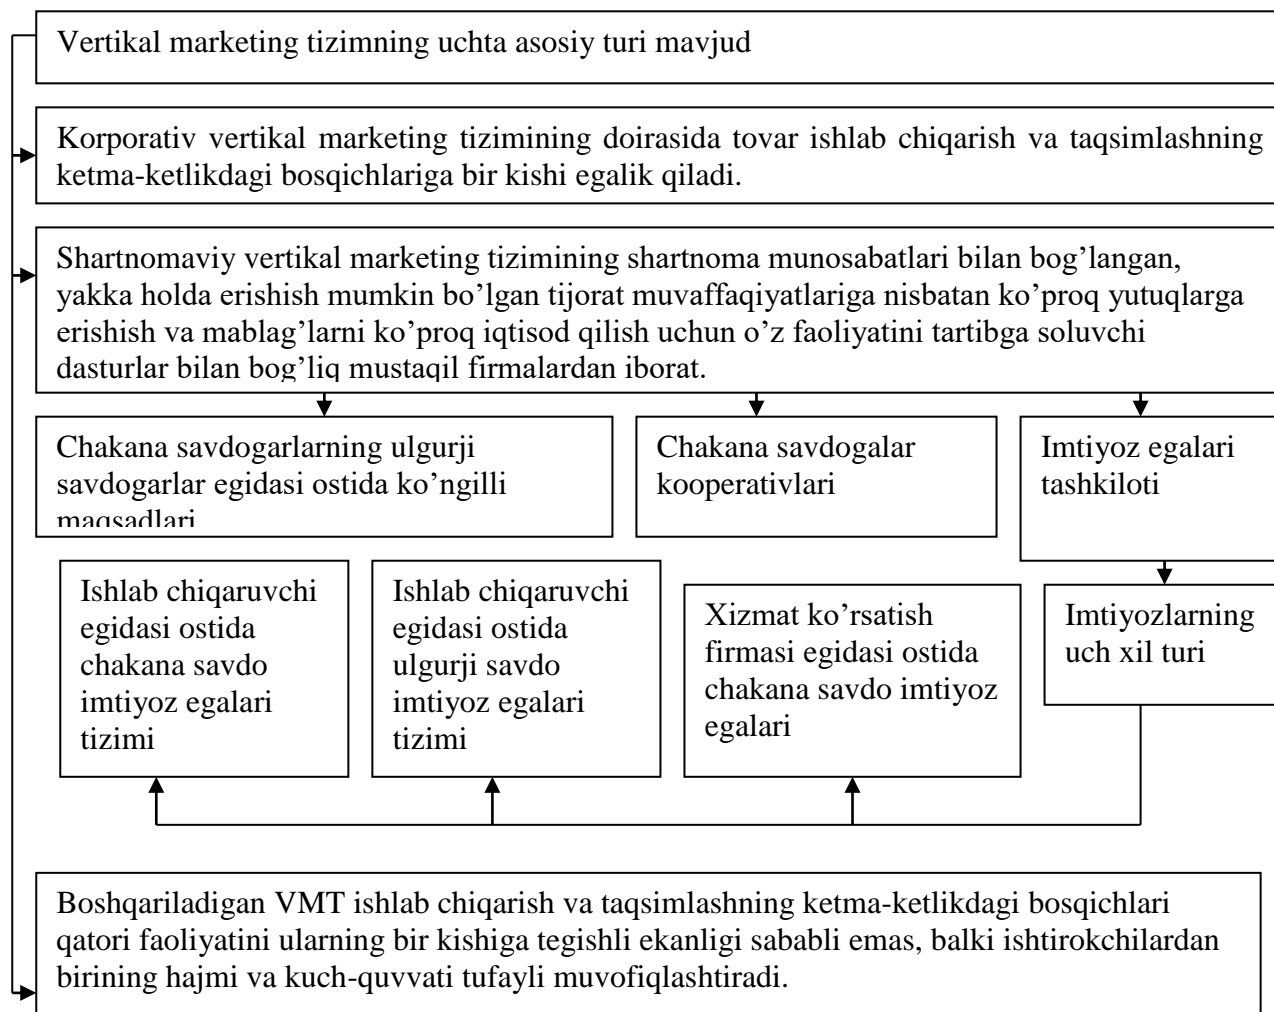 Vertikal marketing tizimning uchta asosiy turi mavjud
Korporativ vertikal marketing tizimining doirasida tovar ishlab chiqarish va taqsimlashning
ketma-ketlikdagi bosqichlariga bir kishi egalik qiladi.
Shartnomaviy vertikal marketing tizimining shartnoma munosabatlari bilan bog’langan,
yakka holda erishish mumkin bo’lgan tijorat muvaffaqiyatlariga nisbatan ko’proq yutuqlarga
erishish va mablag’larni ko’proq iqtisod qilish uchun o’z faoliyatini tartibga soluvchi
dasturlar bilan bog’liq mustaqil firmalardan iborat.
Chakana savdogarlarning ulgurji
savdogarlar egidasi ostida ko’ngilli
maqsadlari
Chakana savdogalar
kooperativlari
Imtiyoz egalari
tashkiloti
Ishlab chiqaruvchi
egidasi ostida
chakana savdo
imtiyoz egalari
tizimi
Ishlab chiqaruvchi
egidasi ostida
ulgurji savdo
imtiyoz egalari
tizimi
Xizmat ko’rsatish
firmasi egidasi ostida
chakana savdo imtiyoz
egalari
Imtiyozlarning
uch xil turi
Boshqariladigan VMT ishlab chiqarish va taqsimlashning ketma-ketlikdagi bosqichlari
qatori faoliyatini ularning bir kishiga tegishli ekanligi sababli emas, balki ishtirokchilardan
birining hajmi va kuch-quvvati tufayli muvofiqlashtiradi.